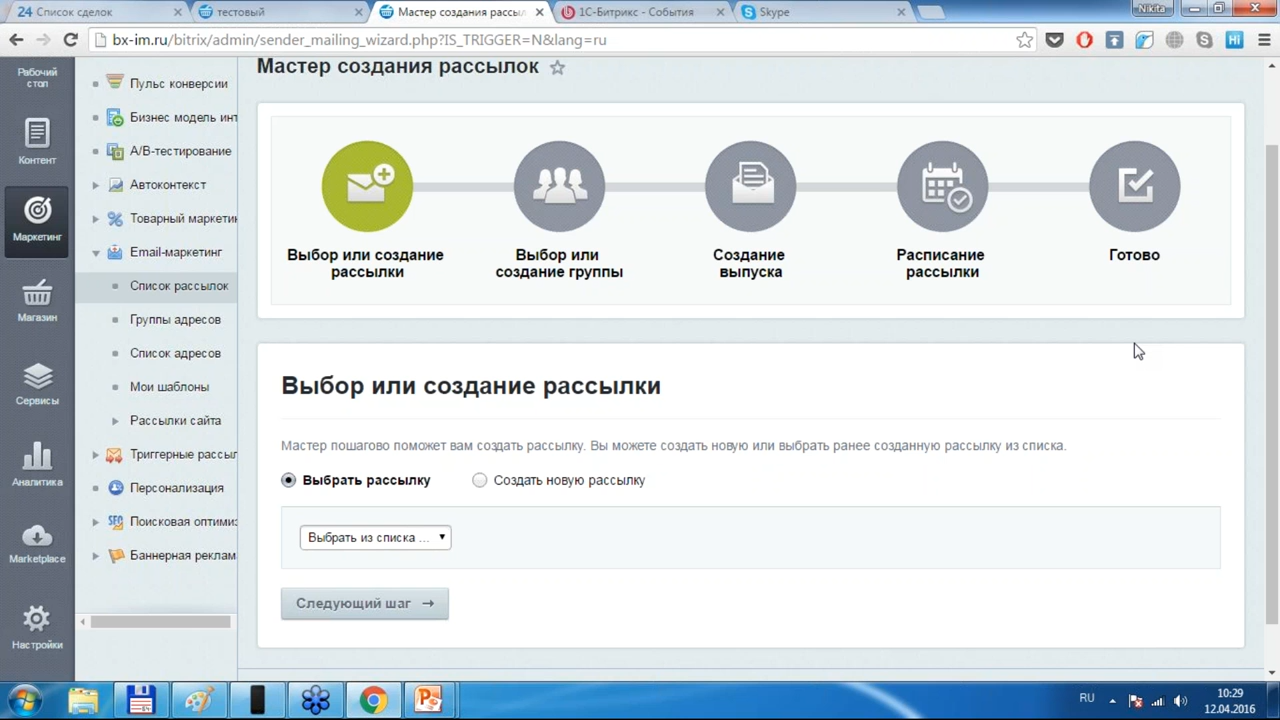 24 Список сделок
тестовый
Мастер создания рассыл
1С-Битрикс - События
Skype
Nikita
bx-im.ru/bitrix/admin/sender_mailing_wizard.php?IS_TRIGGER=N&lang=ru
Рабочий
стол
Контент
Маркетинг
Магазин
Сервисы
Аналитика
Marketplace
Настройки
Пульс конверсии
Бизнес модель инт
A/B-тестирование
Автоконтекст
Товарный маркетин
Email-маркетинг
Список рассылок
Группы адресов
Список адресов
Мои шаблоны
Рассылки сайта
Триггерные рассыл
Персонализация
Поисковая оптимиз
Баннерная реклам
Мастер создания рассылок
Выбор или создание
рассылки
Выбор или
создание группы
Создание
выпуска
Расписание
рассылки
Готово
Выбор или создание рассылки
Мастер пошагово поможет вам создать рассылку. Вы можете создать новую или выбрать ранее созданную рассылку из списка.
Выбрать рассылку
Создать новую рассылку
Выбрать из списка ...
Следующий шаг →
RU
10:29
12.04.2016